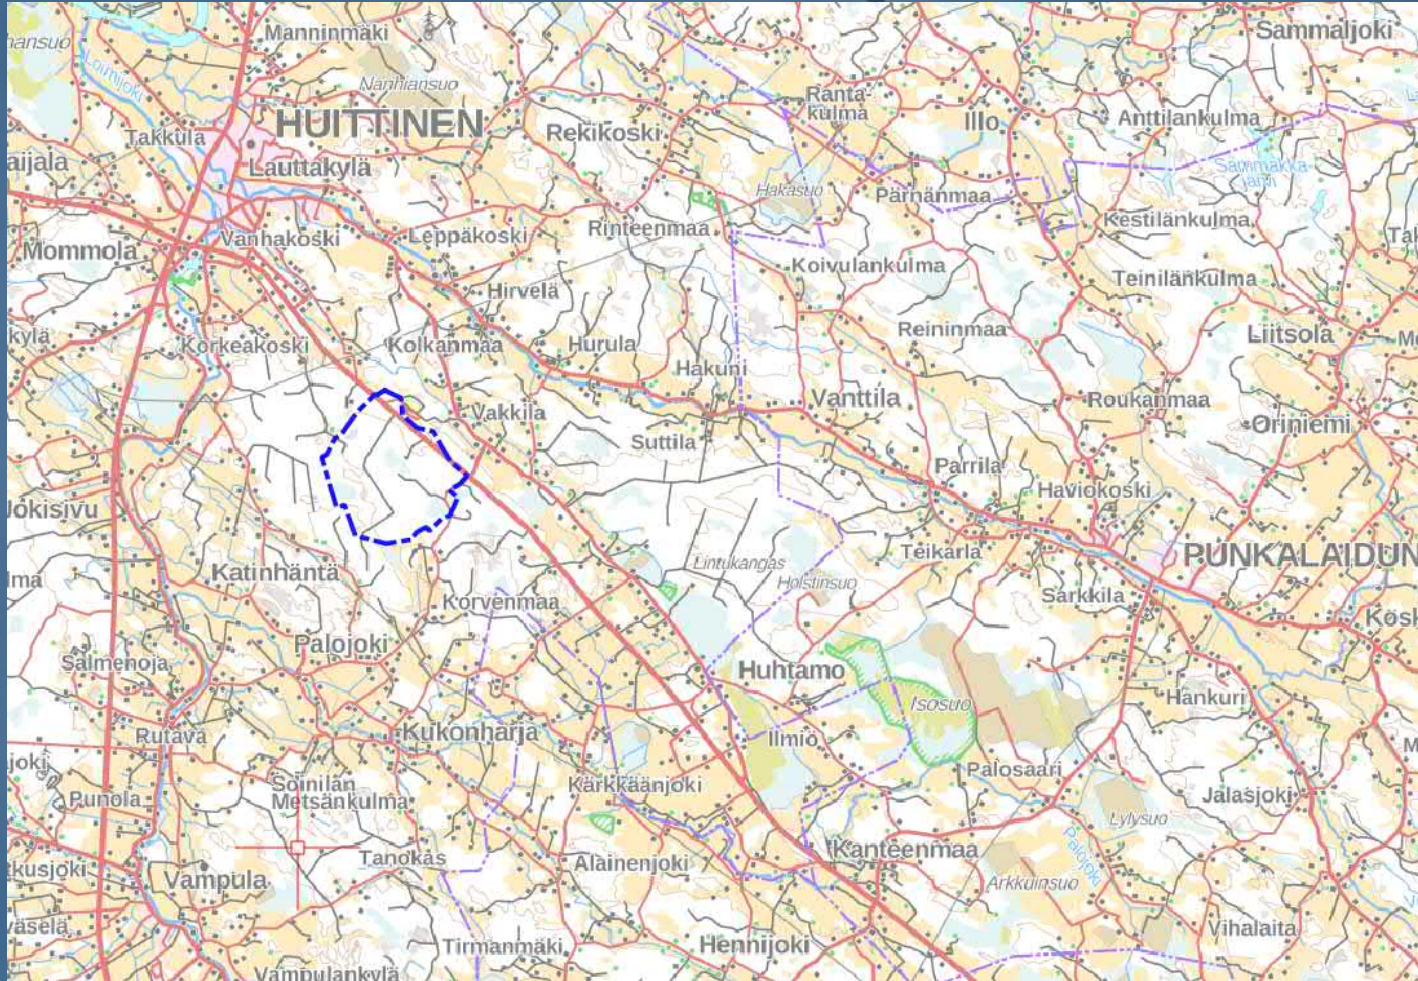 Manninmäki
Sammaljoki
Loimijoki
Nanhiansuo
Ranta-
kulma
HUITTINEN
Rekikoski
Illo
Anttilankulma
Takkula
Lauttakylä
Hakasuo
Pärnänmaa
Sammakka-
järvi
Kestilänkulma
Mommola
Vanhakoski
Leppäkoski
Rinteenmaa
Koivulankulma
Teinilänkulma
Hirvelä
Reininmaa
Liitsola
Korkeakoski
Kolkanmaa
Hurula
Hakuni
Vanttila
Roukanmaa
Vakkila
Oriniemi
Suttila
Parrila
Haviokoski
Jokisivu
Teikarla
PUNKALAIDUN
Lintukangas
Holstinsuo
Katinhäntä
Korvenmaa
Sarkkila
Palojoki
Salmenoja
Huhtamo
Hankuri
Isosuo
Rutava
Kukonharja
Ilmiö
Palosaari
Soinilan
Metsänkulma
Kärkkäänjoki
Punola
Jalasjoki
Lylysuo
Palojoki
Tanokas
Alainenjoki
Kanteenmaa
Vampula
Arkkuinsuo
Tirmanmäki
Hennijoki
Vihalaita
Vampulankylä